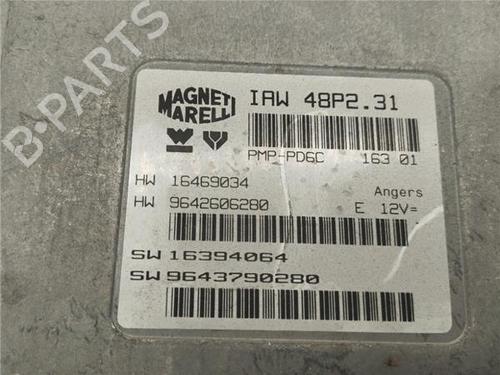 B-PARTS
MAGNETI
MARELLI
IAW 48P2.31
PMP-PD6C 163 01
HW 16469034 Angers
HW 9642606280 E 12V=
SW 16394064
SW 9643790280